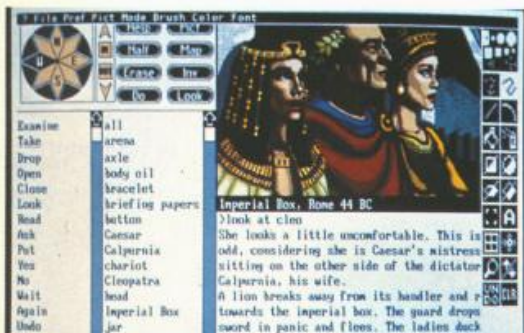 ? File Pref Pict Mode Brush Color Font
N
W
E
S
Help
Pict
Half
Map
Erase
Inv
Do
Look
Examine
Take
Drop
Open
Close
Look
Read
Ask
Put
Yes
No
Wait
Again
Undo
all
arena
axle
body oil
bracelet
briefing papers
button
Caesar
Calpurnia
chariot
Cleopatra
head
Imperial Box
jar
Imperial Box, Rome 44 BC
>look at cleo
She looks a little uncomfortable. This is
odd, considering she is Caesar's mistress
sitting on the other side of the dictator
Calpurnia, his wife.
A lion breaks away from its handler and r
towards the imperial box. The guard drops
sword in panic and flees. The ladies duck
A
UN
DO
CLR